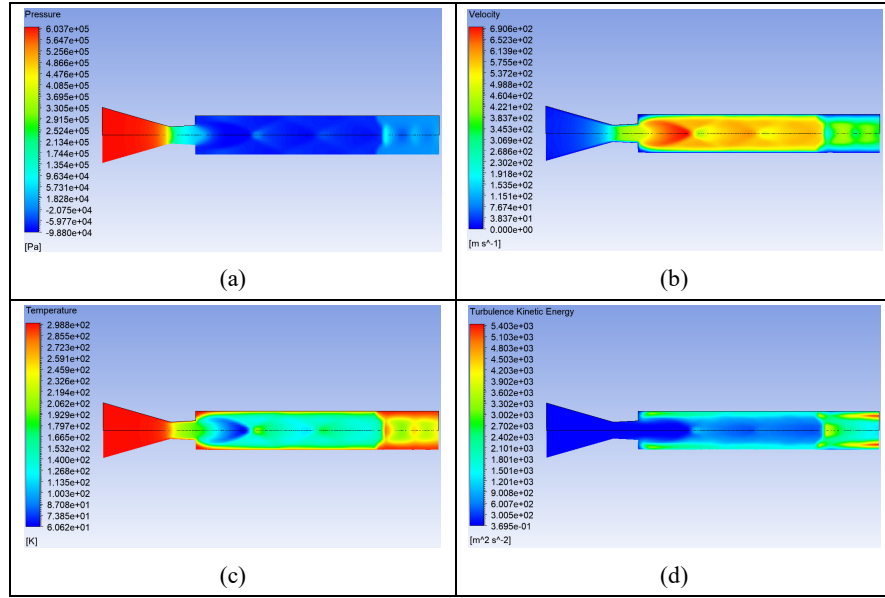 Pressure
6.037e+05
5.647e+05
5.256e+05
4.866e+05
4.476e+05
4.085e+05
3.695e+05
3.305e+05
2.915e+05
2.524e+05
2.134e+05
1.744e+05
1.354e+05
9.634e+04
5.731e+04
1.828e+04
-2.075e+04
-5.977e+04
-9.880e+04
[Pa]
(a)
Velocity
6.906e+02
6.523e+02
6.139e+02
5.755e+02
5.372e+02
4.988e+02
4.604e+02
4.221e+02
3.837e+02
3.453e+02
3.069e+02
2.686e+02
2.302e+02
1.918e+02
1.535e+02
1.151e+02
7.674e+01
3.837e+01
0.000e+00
[m s^-1]
(b)
Temperature
2.988e+02
2.855e+02
2.723e+02
2.591e+02
2.459e+02
2.326e+02
2.194e+02
2.062e+02
1.929e+02
1.797e+02
1.665e+02
1.532e+02
1.400e+02
1.268e+02
1.135e+02
1.003e+02
8.708e+01
7.385e+01
6.062e+01
[K]
(c)
Turbulence Kinetic Energy
5.403e+03
5.103e+03
4.803e+03
4.503e+03
4.202e+03
3.902e+03
3.602e+03
3.302e+03
3.002e+03
2.702e+03
2.402e+03
2.101e+03
1.801e+03
1.501e+03
1.201e+03
9.008e+02
6.007e+02
3.005e+02
3.695e-01
[m^2 s^-2]
(d)